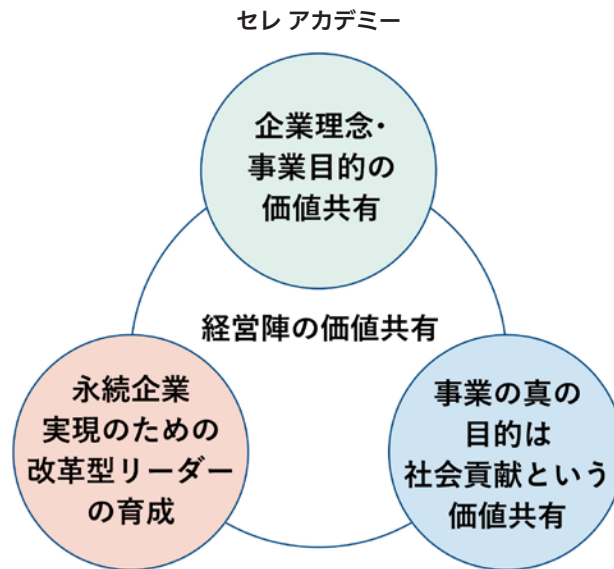 セレ アカデミー
企業理念・
事業目的の
価値共有
経営陣の価値共有
永続企業
実現のための
改革型リーダー
の育成
事業の真の
目的は
社会貢献という
価値共有